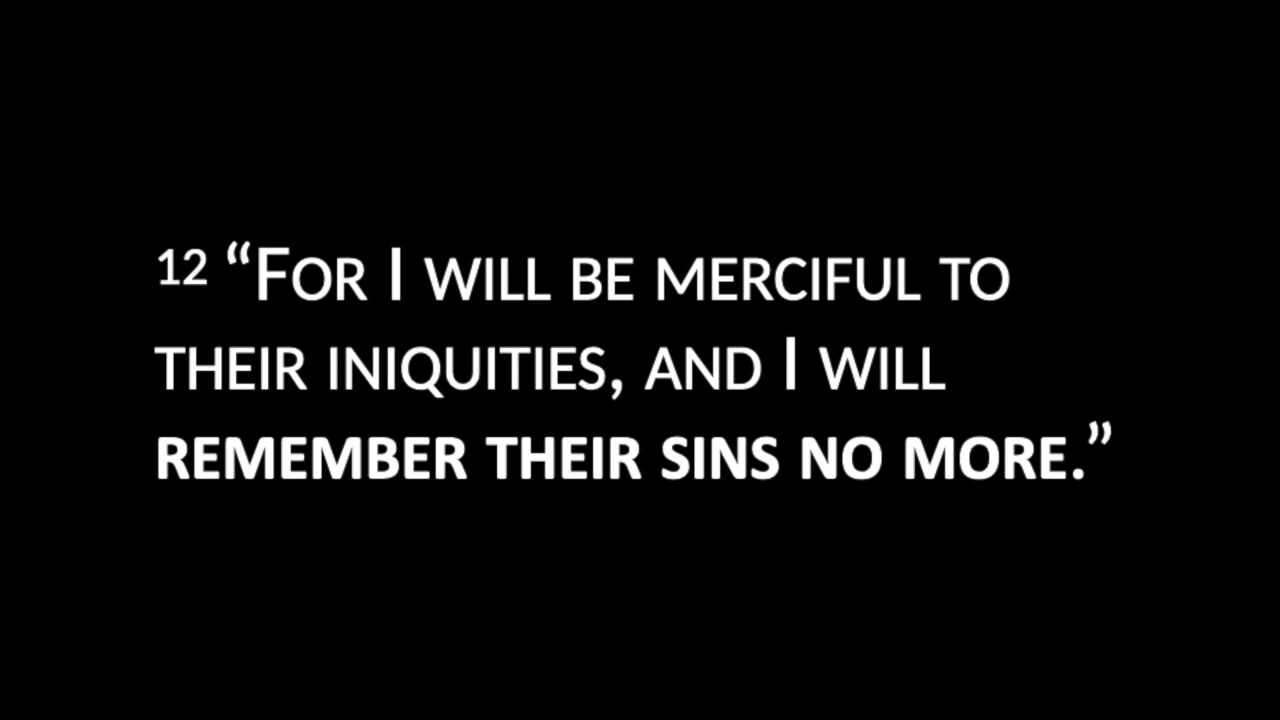 12 “For I will be merciful to
their iniquities, and I will
remember their sins no more.”